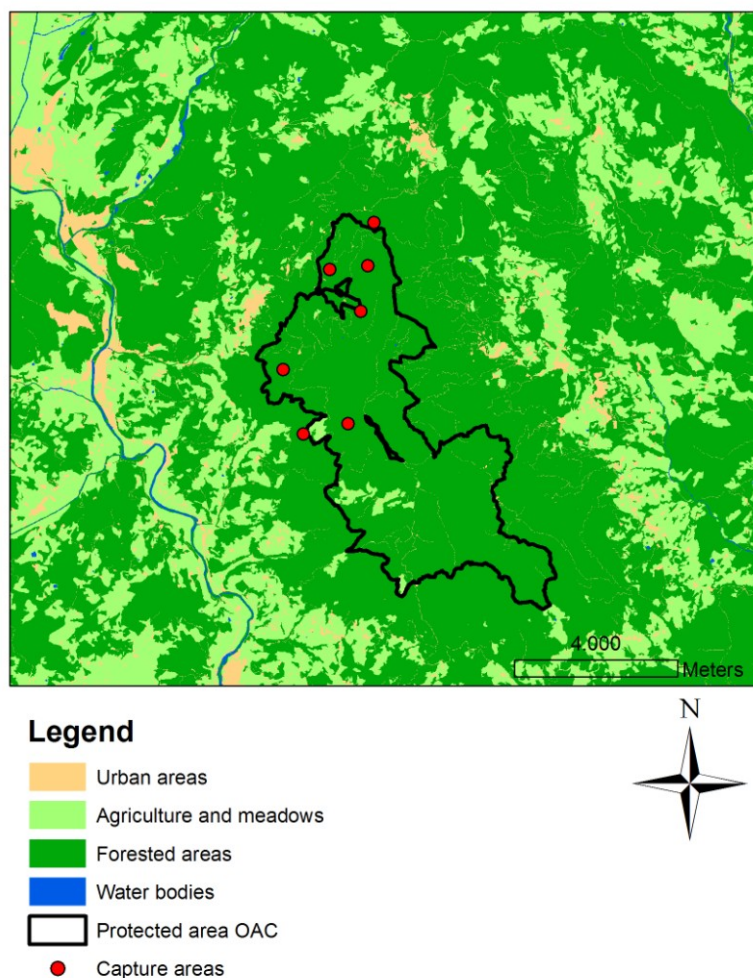 4.000
Meters
N
Legend
Urban areas
Agriculture and meadows
Forested areas
Water bodies
Protected area OAC
Capture areas